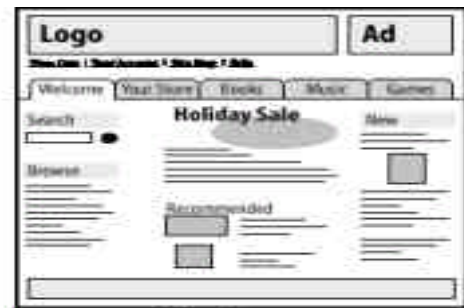 Logo
Ad
Welcome
Your Store
Books
Music
Games
Search
Holiday Sale
New
Browse
Recommended